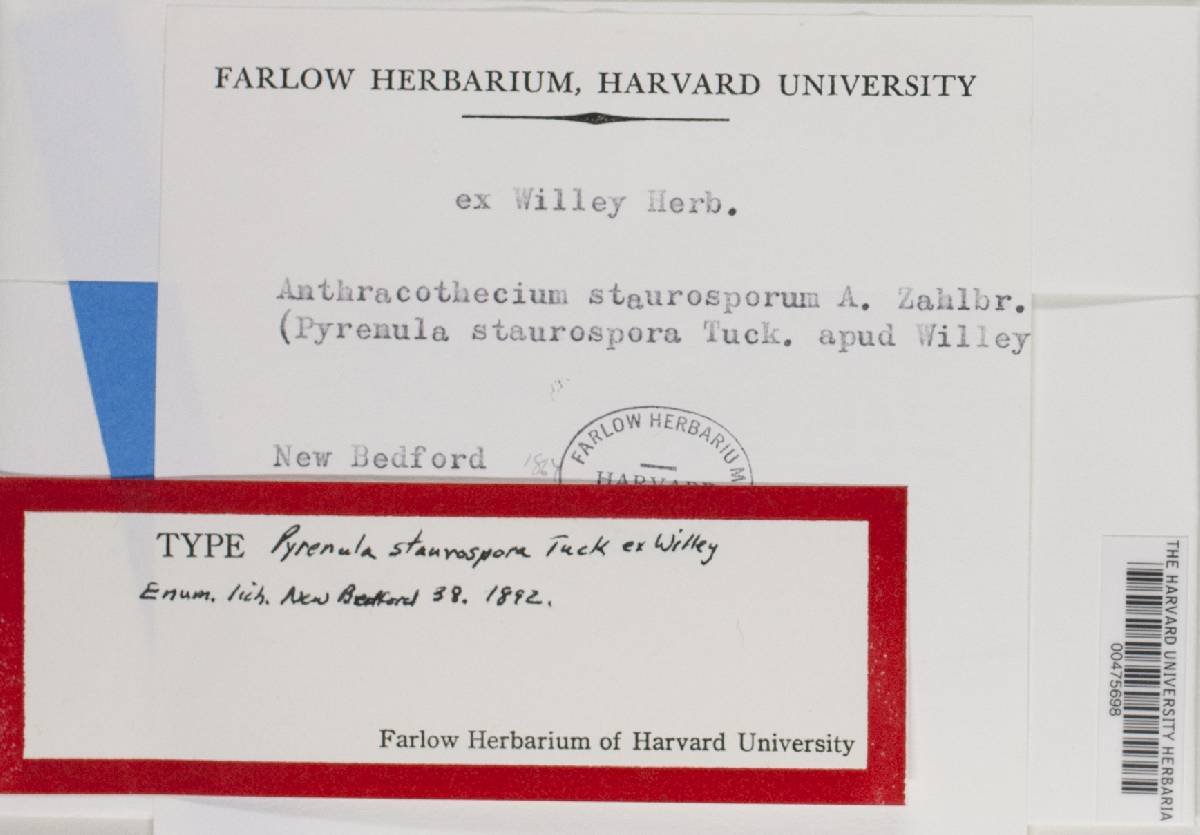 FARLOW HERBARIUM, HARVARD UNIVERSITY
ex Willey Herb.
Anthracothecium staurosporum A. Zahlbr.
(Pyrenula staurospora Tuck. apud Willey
New Bedford
FARLOW HERBARIUM
HARVARD
TYPE Pyrenula staurospora Tuck ex Willey
Enum. lich. New Bedford 38. 1892.
Farlow Herbarium of Harvard University
THE HARVARD UNIVERSITY HERBARIA
00475698